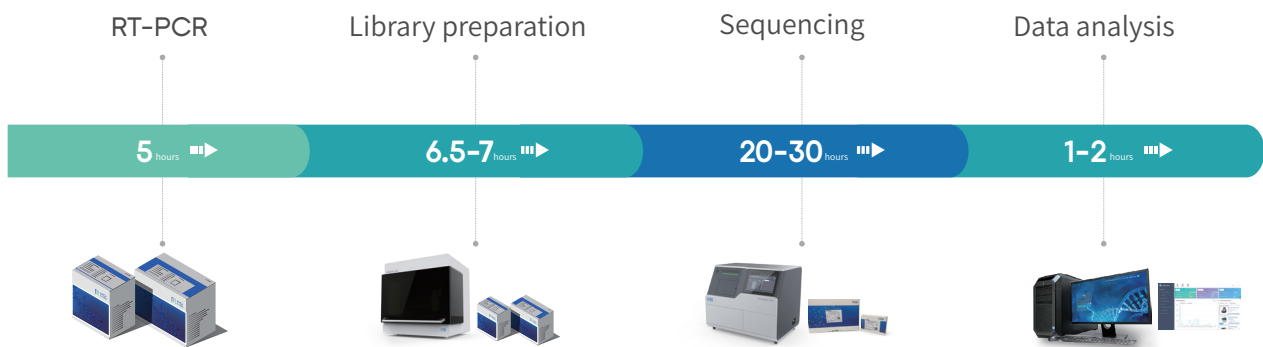 RT-PCR
Library preparation
Sequencing
Data analysis
5 hours
6.5-7 hours
20-30 hours
1-2 hours